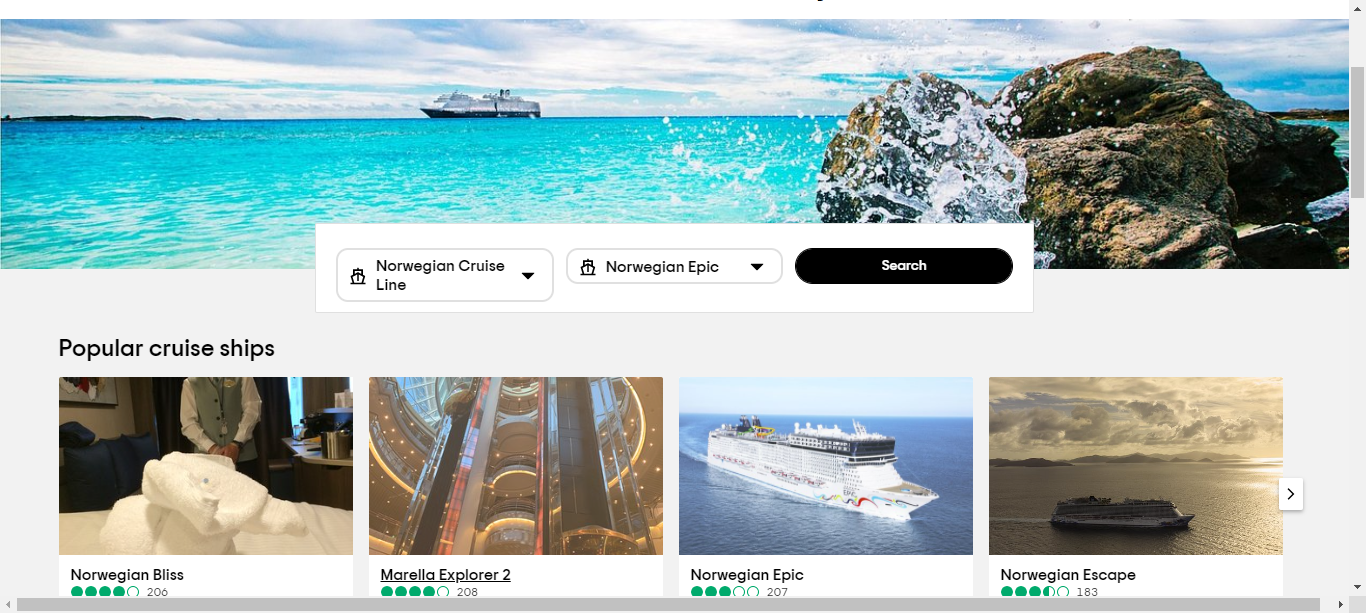 Norwegian Cruise
Line
Norwegian Epic
Search
Popular cruise ships
EPIC
Norwegian Bliss
Marella Explorer 2
Norwegian Epic
Norwegian Escape
206
208
207
183